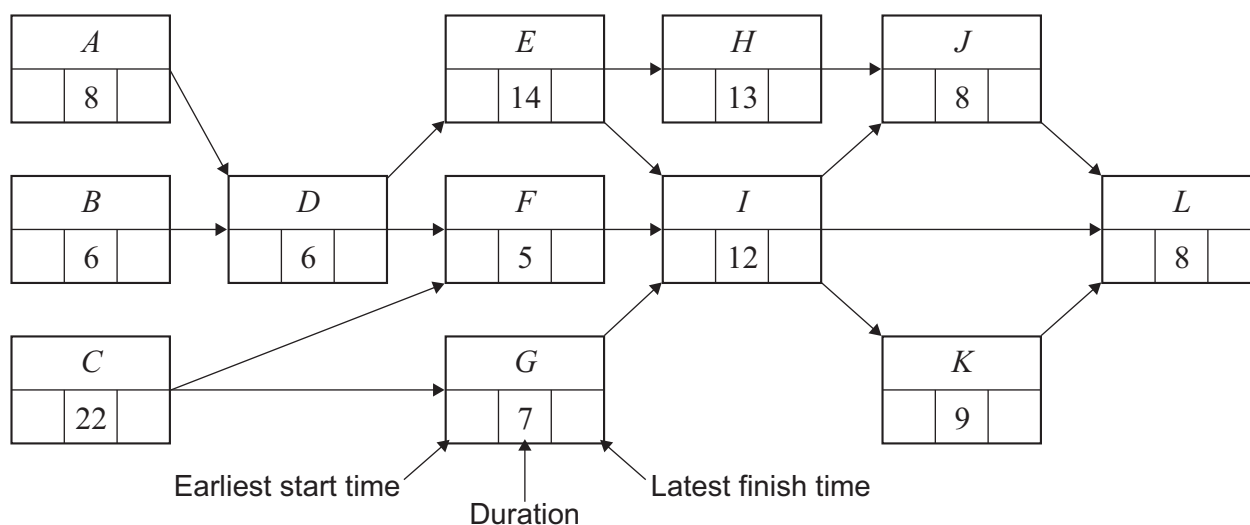 A E H J
8 14 13 8
B D F I L
6 6 5 12 8
C G K
22 7 9
Earliest start time
Latest finish time
Duration